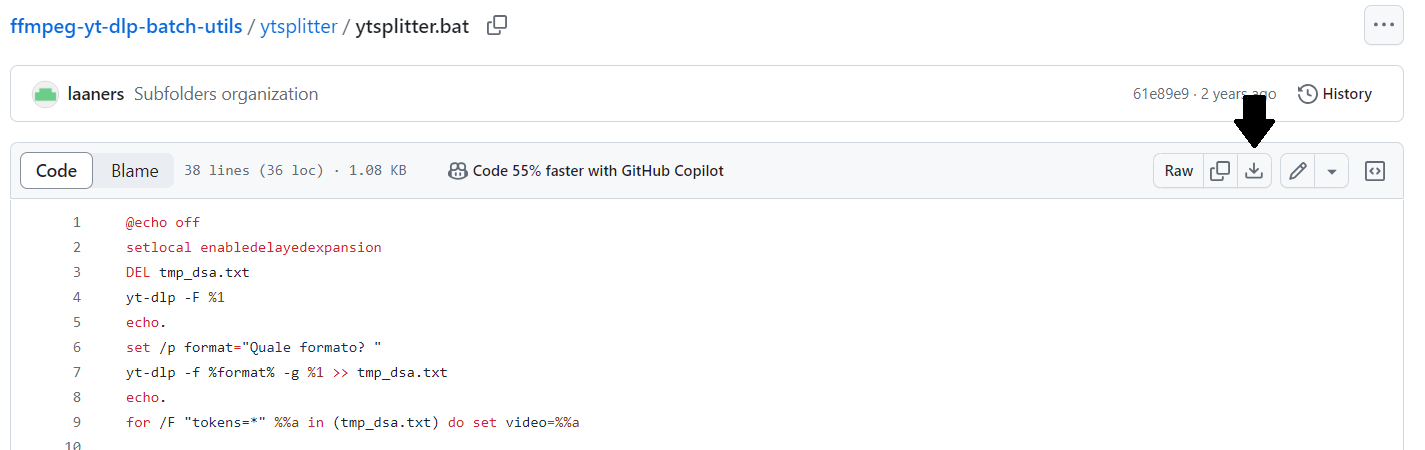 ffmpeg-yt-dlp-batch-utils / ytsplitter / ytsplitter.bat
laaners Subfolders organization 61e89e9 · 2 years ago History
Code Blame 38 lines (36 loc) · 1.08 KB Code 55% faster with GitHub Copilot Raw
1 @echo off
2 setlocal enabledelayedexpansion
3 DEL tmp_dsa.txt
4 yt-dlp -F %1
5 echo.
6 set /p format="Quale formato? "
7 yt-dlp -f %format% -g %1 >> tmp_dsa.txt
8 echo.
9 for /F "tokens=*" %%a in (tmp_dsa.txt) do set video=%%a
10